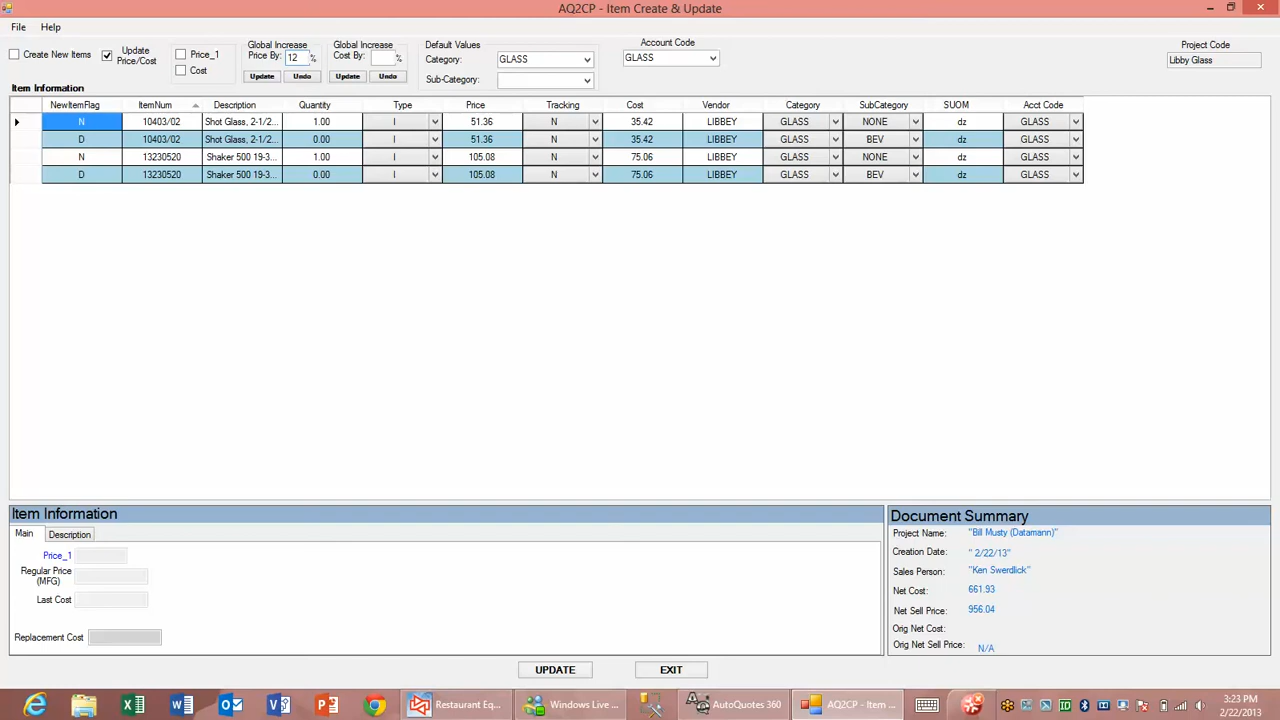 AQ2CP - Item Create & Update
File Help
Create New Items
Update Price/Cost
Price_1
Cost
Global Increase Price By: 12 %
Update Undo
Global Increase Cost By: %
Update Undo
Default Values
Category: GLASS
Sub-Category:
Account Code
GLASS
Project Code
Libby Glass
Item Information
NewItemFlag ItemNum Description Quantity Type Price Tracking Cost Vendor Category SubCategory SUOM Acct Code
N 10403/02 Shot Glass, 2-1/2... 1.00 I 51.36 N 35.42 LIBBEY GLASS NONE dz GLASS
D 10403/02 Shot Glass, 2-1/2... 0.00 I 51.36 N 35.42 LIBBEY GLASS BEV dz GLASS
N 13230520 Shaker 500 19-3... 1.00 I 105.08 N 75.06 LIBBEY GLASS NONE dz GLASS
D 13230520 Shaker 500 19-3... 0.00 I 105.08 N 75.06 LIBBEY GLASS BEV dz GLASS
Item Information
Main Description
Price_1
Regular Price (MFG)
Last Cost
Replacement Cost
Document Summary
Project Name: "Bill Musty (Datamann)"
Creation Date: " 2/22/13"
Sales Person: "Ken Swerdlick"
Net Cost: 661.93
Net Sell Price: 956.04
Orig Net Cost:
Orig Net Sell Price: N/A
UPDATE EXIT
Restaurant Eq...
Windows Live ...
AutoQuotes 360
AQ2CP - Item ...
3:23 PM
2/22/2013